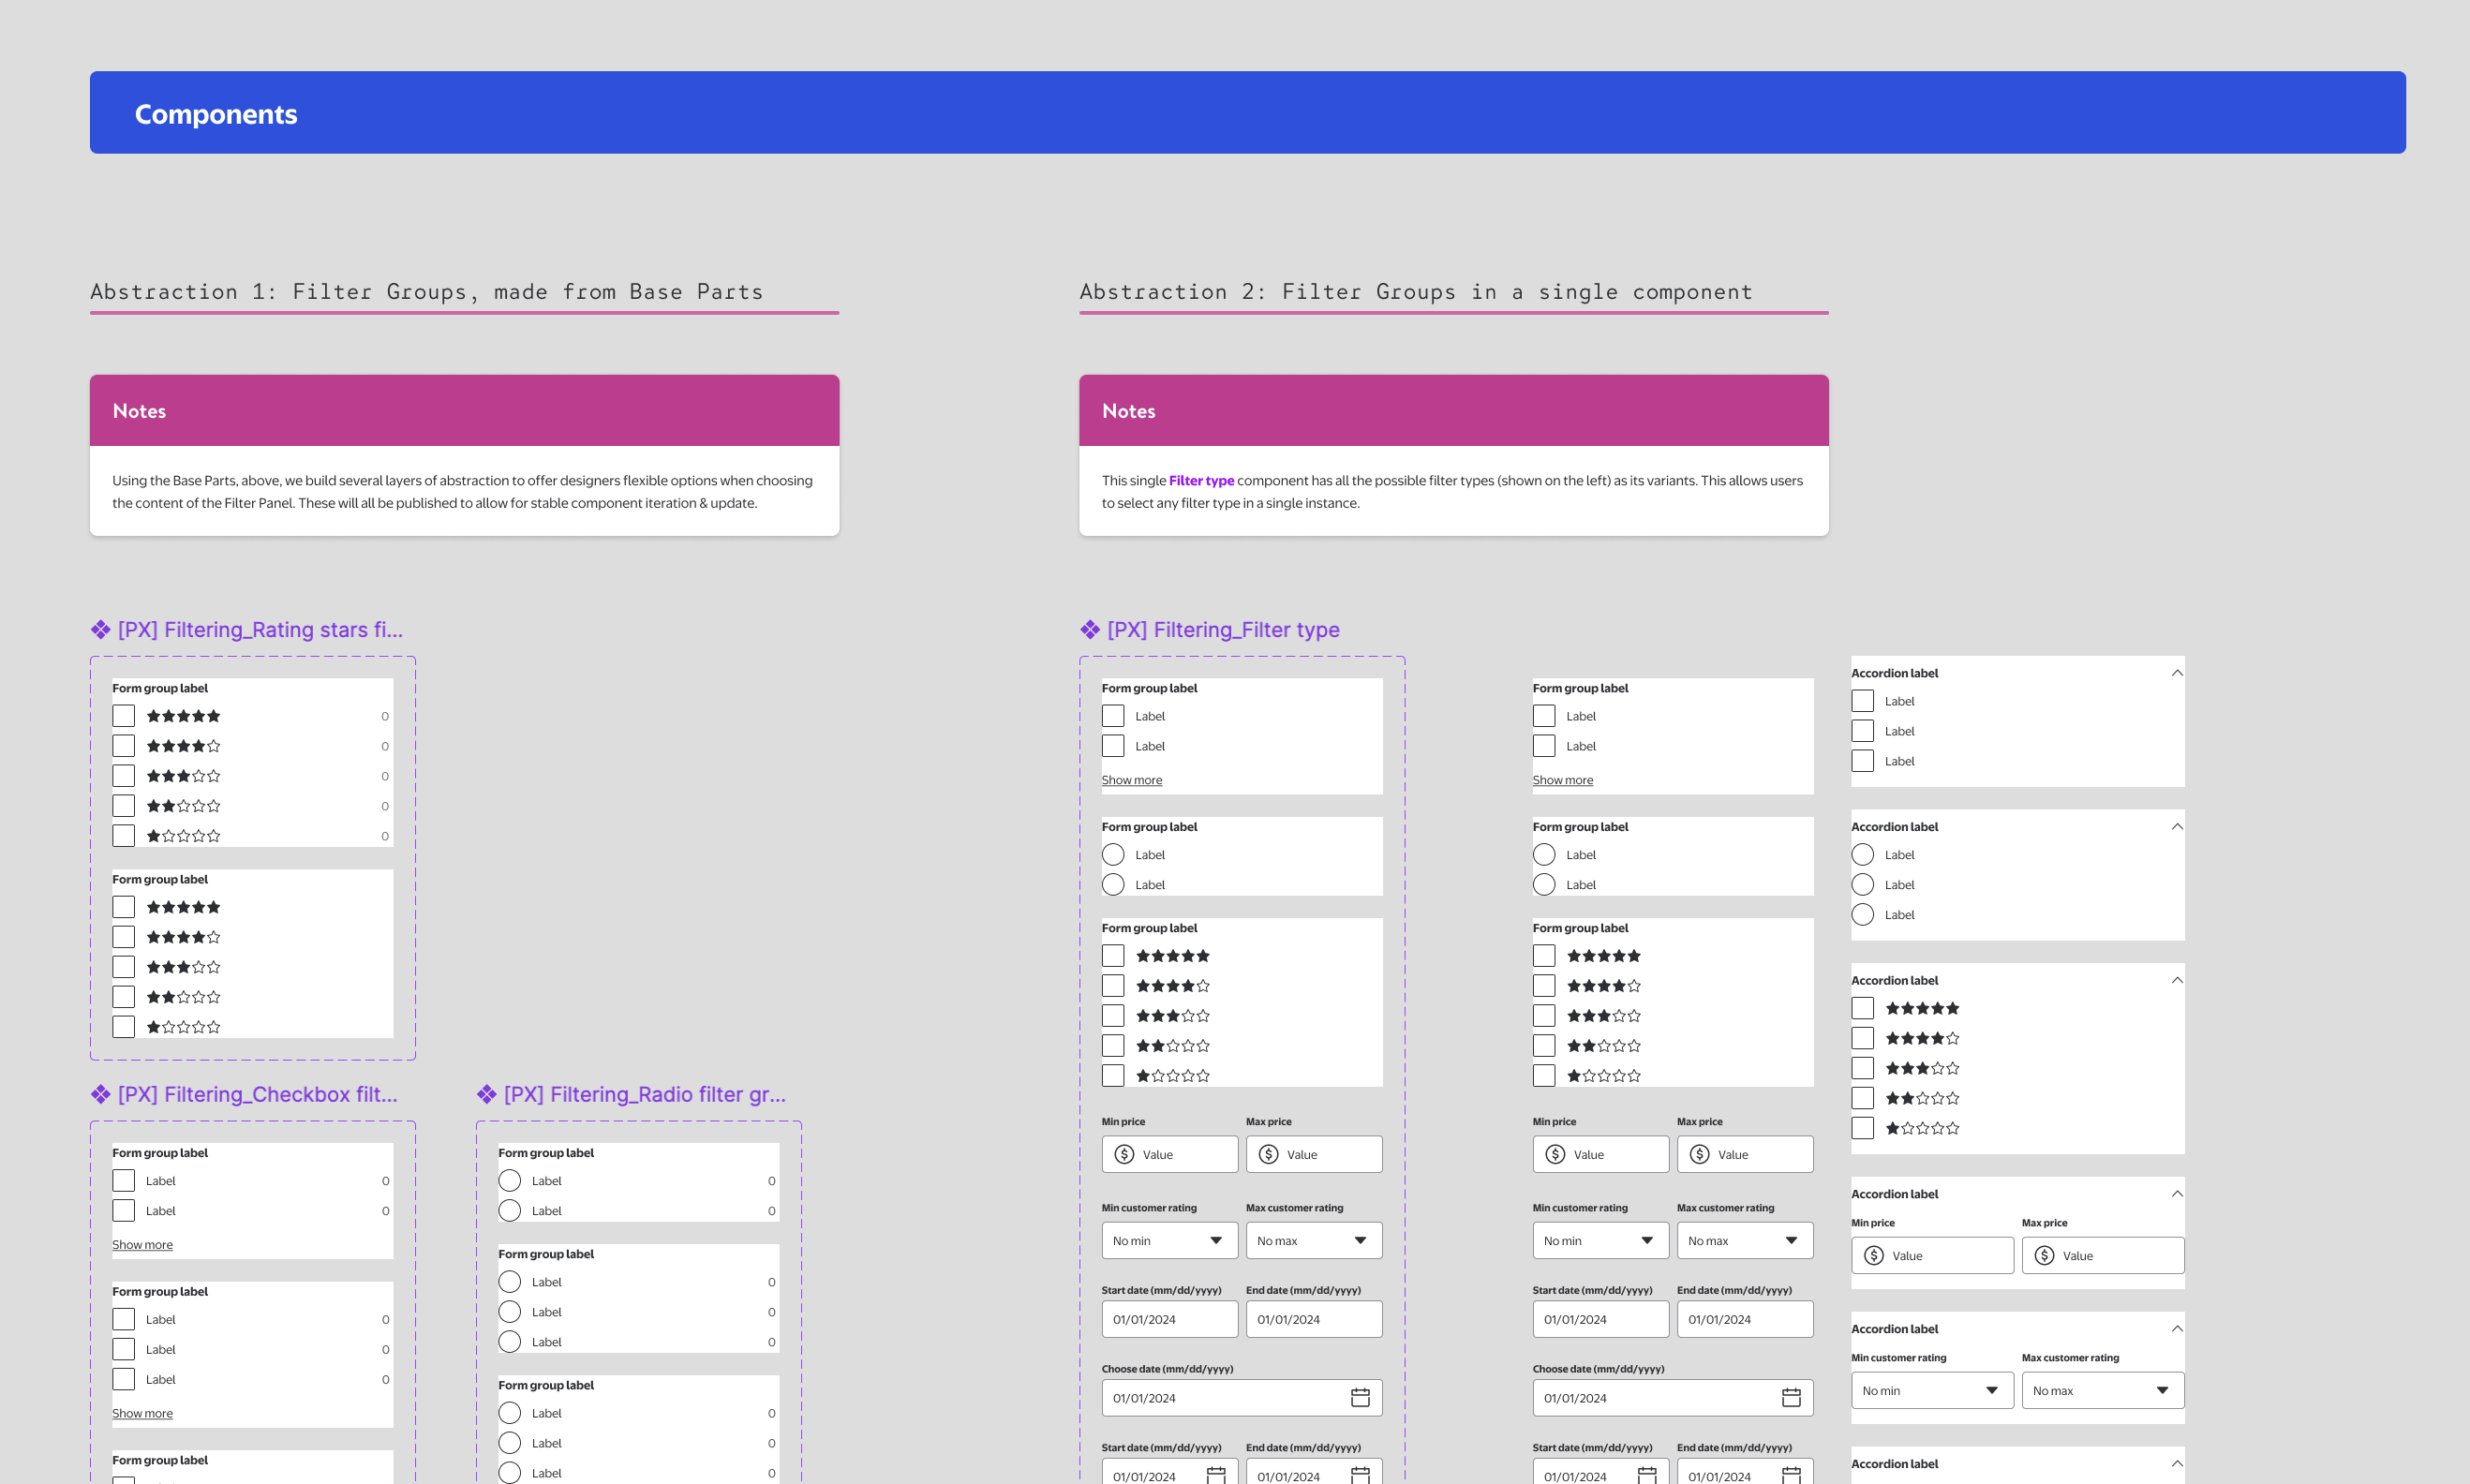 Components
Abstraction 1: Filter Groups, made from Base Parts
Notes
Using the Base Parts, above, we build several layers of abstraction to offer designers flexible options when choosing
the content of the Filter Panel. These will all be published to allow for stable component iteration & update.
[PX] Filtering_Rating stars fi...
Form group label
0
0
0
0
0
Form group label
[PX] Filtering_Checkbox filt...
Form group label
Label 0
Label 0
Show more
Form group label
Label 0
Label 0
Label 0
Show more
Form group label
[PX] Filtering_Radio filter gr...
Form group label
Label 0
Label 0
Form group label
Label 0
Label 0
Label 0
Form group label
Label 0
Label 0
Label 0
Abstraction 2: Filter Groups in a single component
Notes
This single Filter type component has all the possible filter types (shown on the left) as its variants. This allows users
to select any filter type in a single instance.
[PX] Filtering_Filter type
Form group label
Label
Label
Show more
Form group label
Label
Label
Form group label
Min price Max price
$ Value $ Value
Min customer rating Max customer rating
No min No max
Start date (mm/dd/yyyy) End date (mm/dd/yyyy)
01/01/2024 01/01/2024
Choose date (mm/dd/yyyy)
01/01/2024
Start date (mm/dd/yyyy) End date (mm/dd/yyyy)
01/01/2024 01/01/2024
Form group label
Label
Label
Show more
Form group label
Label
Label
Form group label
Min price Max price
$ Value $ Value
Min customer rating Max customer rating
No min No max
Start date (mm/dd/yyyy) End date (mm/dd/yyyy)
01/01/2024 01/01/2024
Choose date (mm/dd/yyyy)
01/01/2024
Start date (mm/dd/yyyy) End date (mm/dd/yyyy)
01/01/2024 01/01/2024
Accordion label
Label
Label
Label
Accordion label
Label
Label
Label
Accordion label
Accordion label
Min price Max price
$ Value $ Value
Accordion label
Min customer rating Max customer rating
No min No max
Accordion label